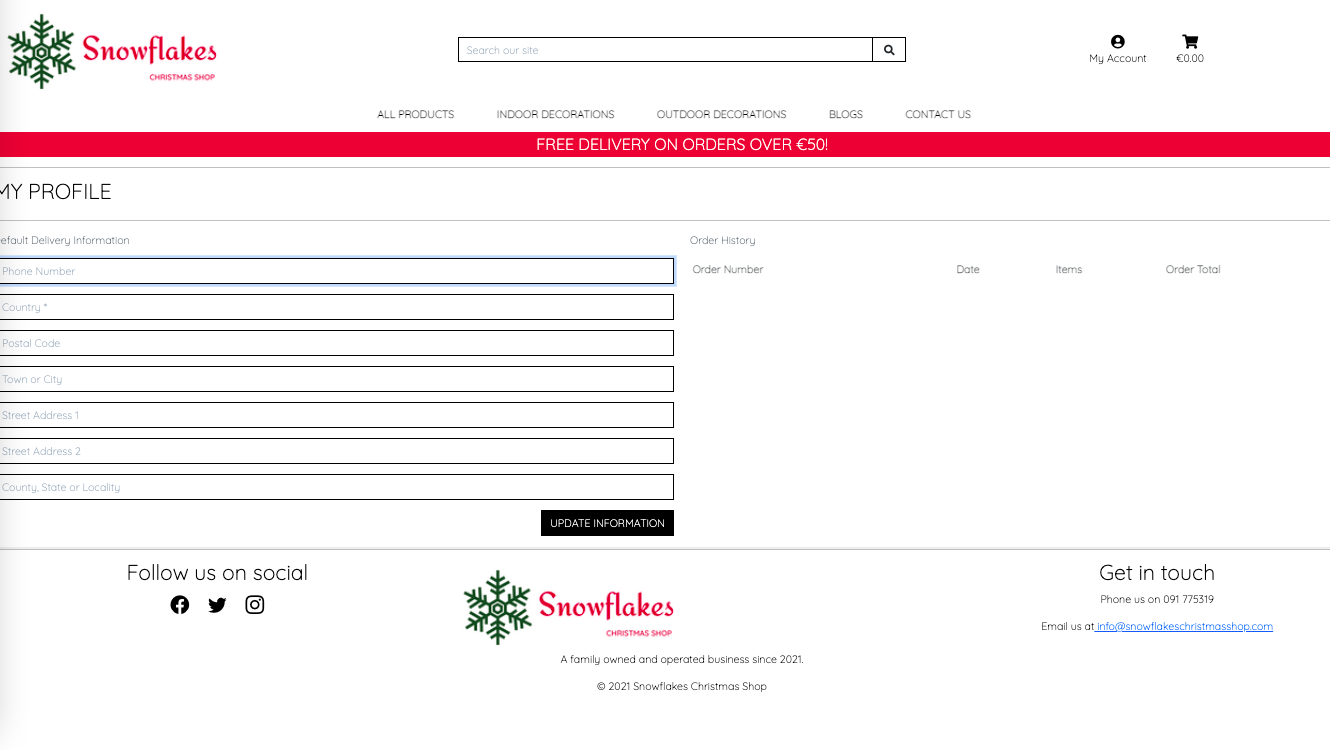 Snowflakes
CHRISTMAS SHOP
Search our site
My Account
€0.00
ALL PRODUCTS
INDOOR DECORATIONS
OUTDOOR DECORATIONS
BLOGS
CONTACT US
FREE DELIVERY ON ORDERS OVER €50!
MY PROFILE
efault Delivery Information
Phone Number
Country *
Postal Code
Town or City
Street Address 1
Street Address 2
County, State or Locality
UPDATE INFORMATION
Order History
Order Number Date Items Order Total
Follow us on social
Snowflakes
CHRISTMAS SHOP
A family owned and operated business since 2021.
© 2021 Snowflakes Christmas Shop
Get in touch
Phone us on 091 775319
Email us at info@snowflakeschristmasshop.com